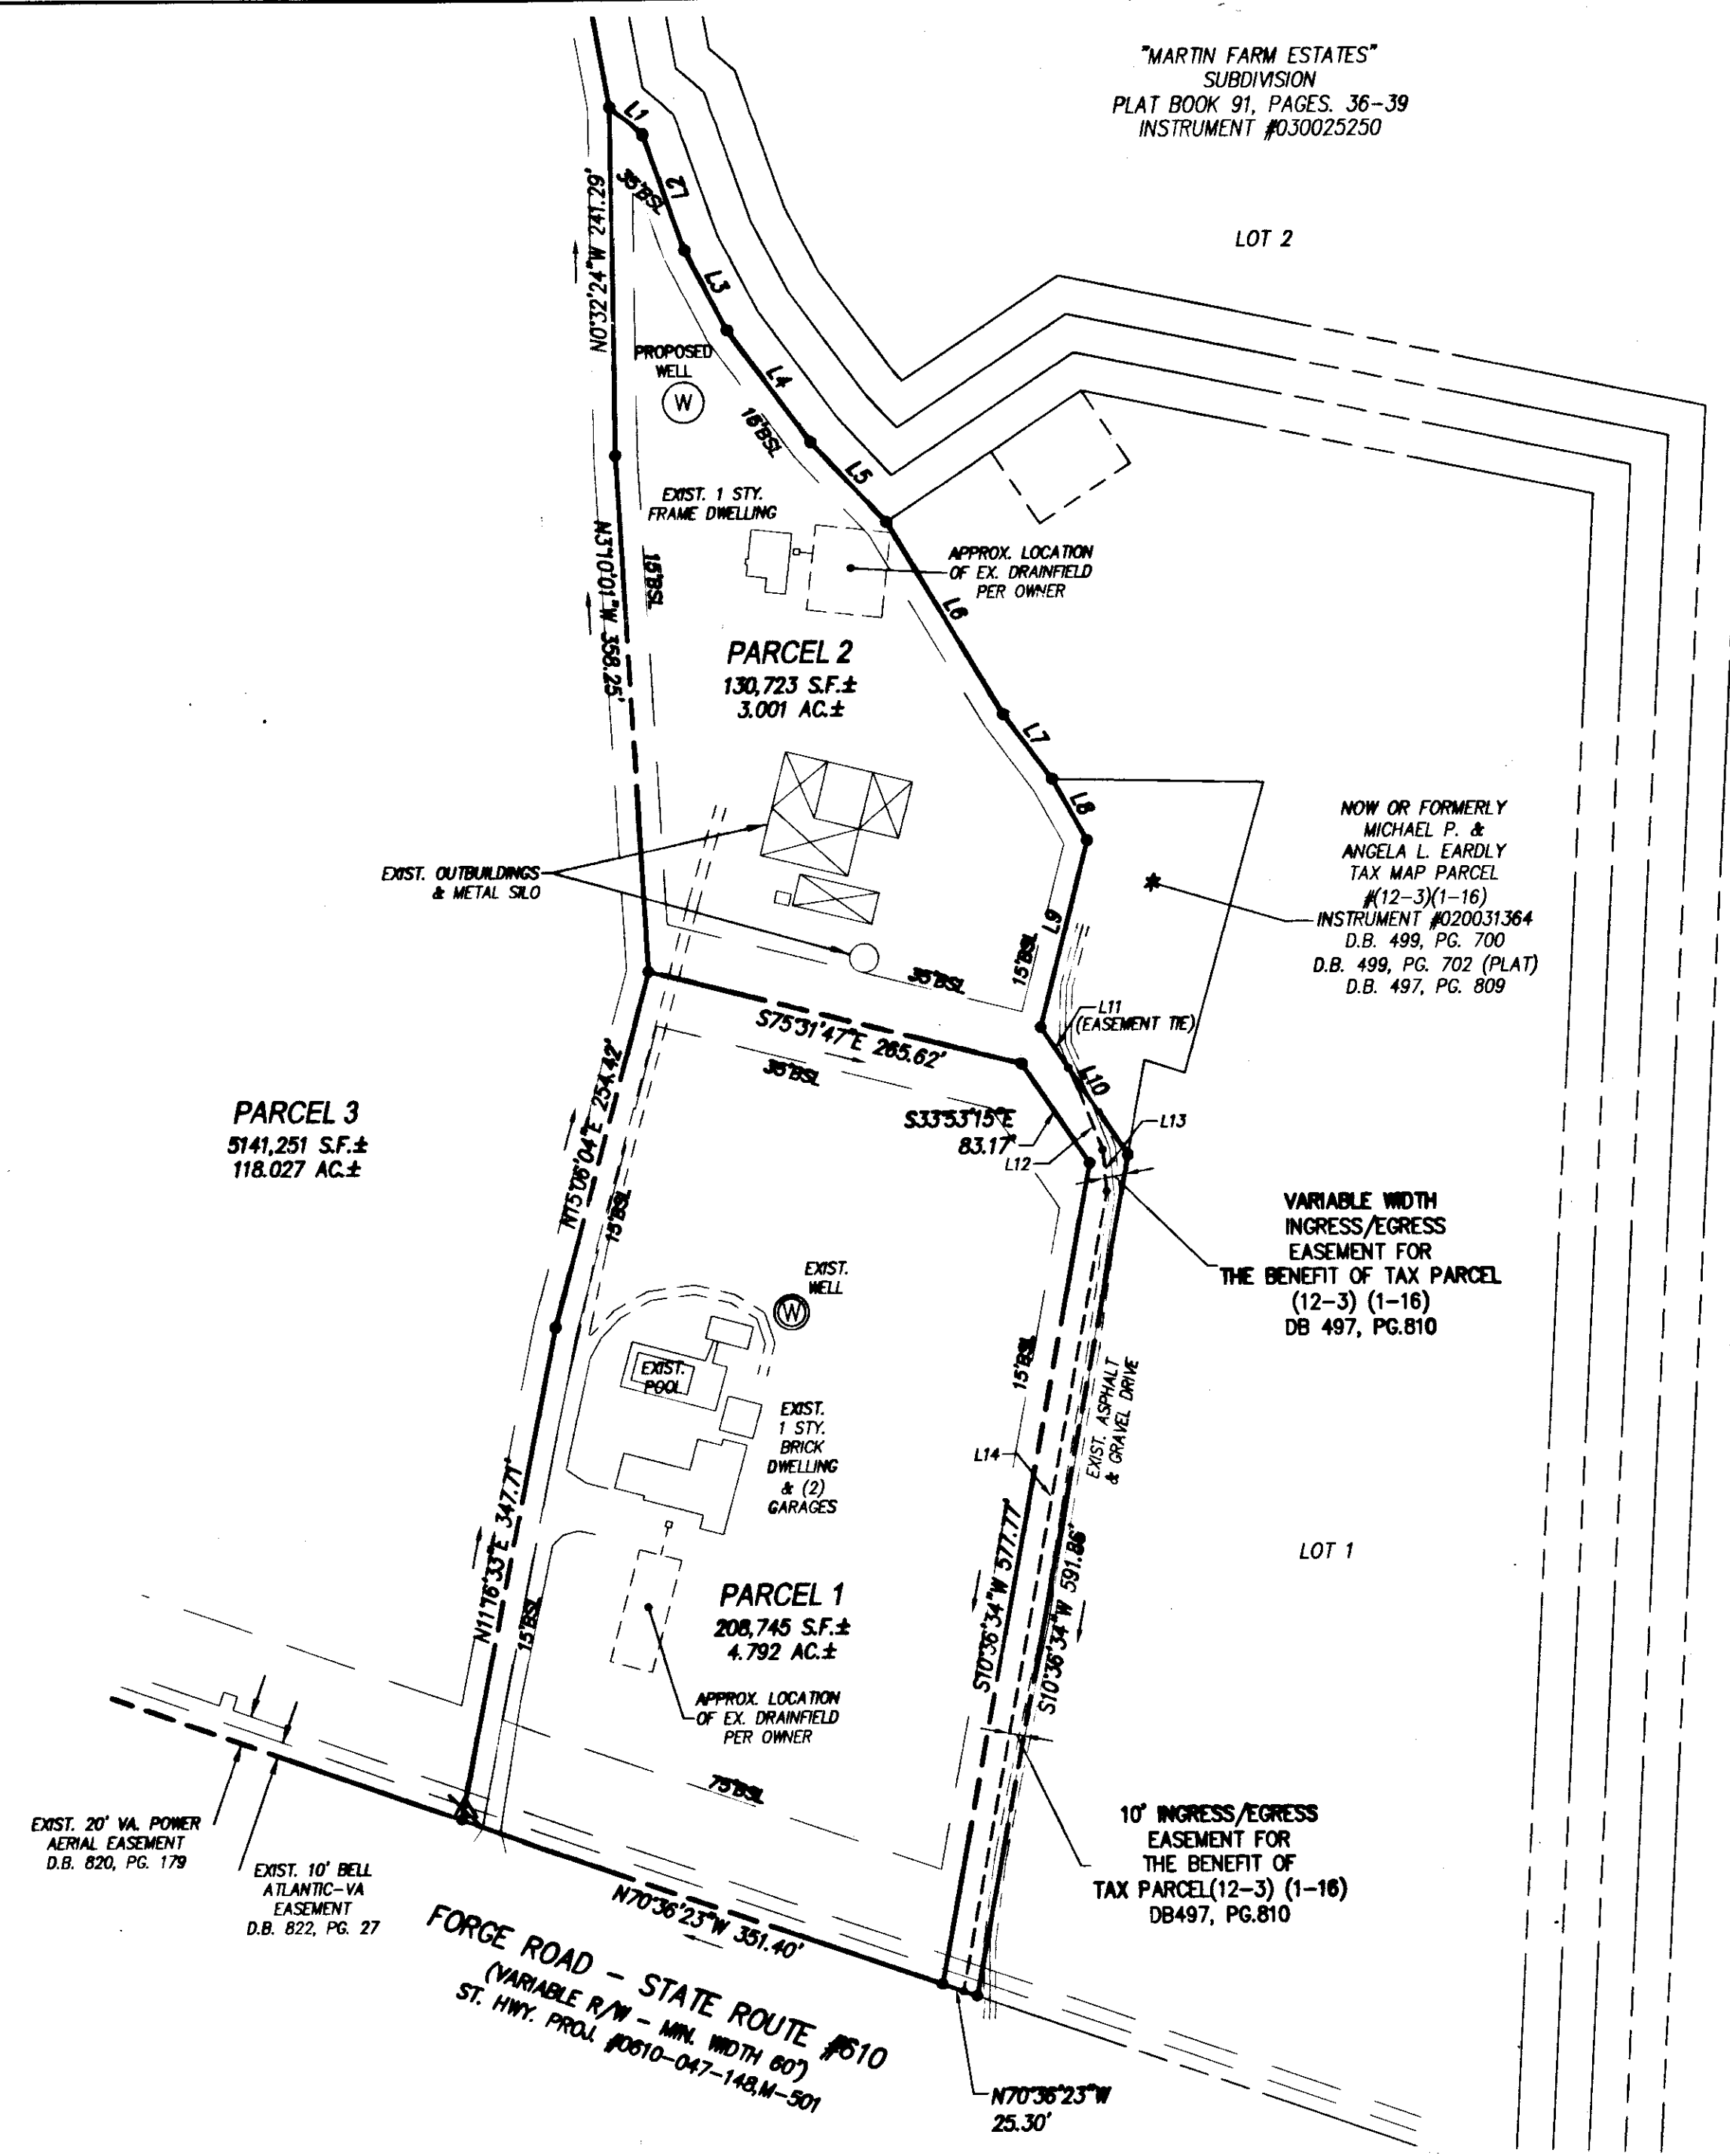 "MARTIN FARM ESTATES"
SUBDIVISION
PLAT BOOK 91, PAGES. 36-39
INSTRUMENT #030025250
LOT 2
L1
L2
35'BSL
N0°32'24"W 241.29'
L3
PROPOSED
WELL
W
L4
15'BSL
L5
EXIST. 1 STY.
FRAME DWELLING
N3°10'01"W 358.25'
15'BSL
APPROX. LOCATION
OF EX. DRAINFIELD
PER OWNER
L6
PARCEL 2
130,723 S.F.±
3.001 AC.±
L7
L8
EXIST. OUTBUILDINGS
& METAL SILO
NOW OR FORMERLY
MICHAEL P. &
ANGELA L. EARDLY
TAX MAP PARCEL
#(12-3)(1-16)
INSTRUMENT #020031364
D.B. 499, PG. 700
D.B. 499, PG. 702 (PLAT)
D.B. 497, PG. 809
*
L9
15'BSL
35'BSL
L11
(EASEMENT TIE)
S75°31'47"E 265.62'
35'BSL
L10
PARCEL 3
5141,251 S.F.±
118.027 AC.±
N15°06'04"E 254.42'
15'BSL
S33°53'15"E
83.17'
L12
L13
VARIABLE WIDTH
INGRESS/EGRESS
EASEMENT FOR
THE BENEFIT OF TAX PARCEL
(12-3) (1-16)
DB 497, PG.810
EXIST.
WELL
W
EXIST.
POOL
15'BSL
EXIST. ASPHALT
& GRAVEL DRIVE
EXIST.
1 STY.
BRICK
DWELLING
& (2)
GARAGES
L14
N11°16'33"E 347.71'
15'BSL
S10°36'34"W 577.77'
S10°36'34"W 591.86'
LOT 1
PARCEL 1
208,745 S.F.±
4.792 AC.±
APPROX. LOCATION
OF EX. DRAINFIELD
PER OWNER
75'BSL
EXIST. 20' VA. POWER
AERIAL EASEMENT
D.B. 820, PG. 179
EXIST. 10' BELL
ATLANTIC-VA
EASEMENT
D.B. 822, PG. 27
10' INGRESS/EGRESS
EASEMENT FOR
THE BENEFIT OF
TAX PARCEL(12-3) (1-16)
DB497, PG.810
N70°36'23"W 351.40'
FORGE ROAD - STATE ROUTE #610
(VARIABLE R/W - MIN. WIDTH 60')
ST. HWY. PROJ. #0610-047-148,M-501
N70°36'23"W
25.30'